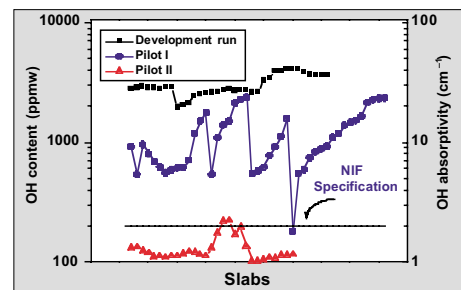 10000
1000
100
OH content (ppmw)
Development run
Pilot I
Pilot II
NIF
Specification
Slabs
100
10
1
OH absorptivity (cm⁻¹)